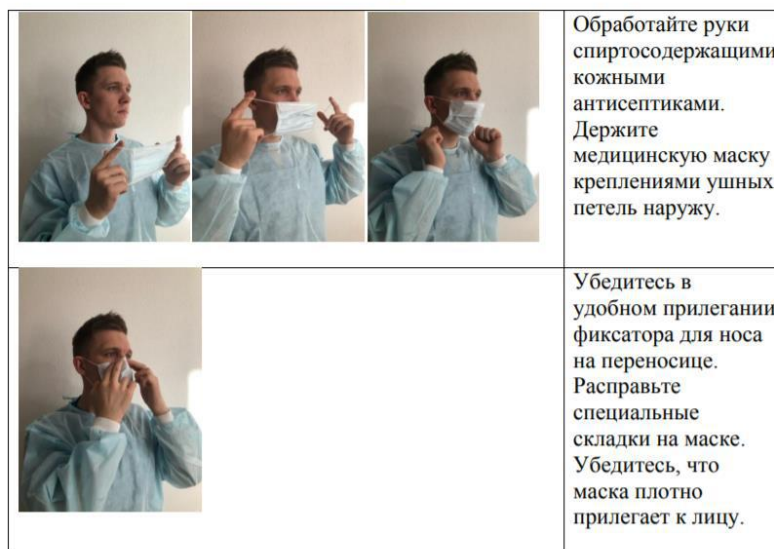 Обработайте руки
спиртосодержащими
кожными
антисептиками.
Держите
медицинскую маску
креплениями ушных
петель наружу.
Убедитесь в
удобном прилегании
фиксатора для носа
на переносице.
Расправьте
специальные
складки на маске.
Убедитесь, что
маска плотно
прилегает к лицу.